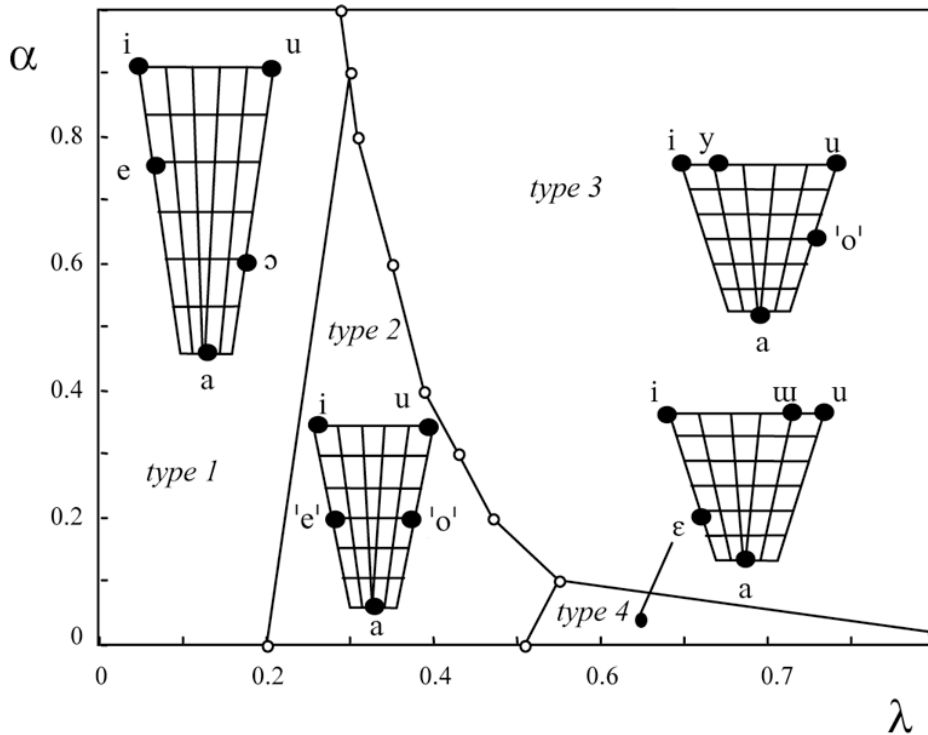 i u
α
0.8
e
i y u
type 3
'o'
0.6
ɔ
type 2
a
a
0.4
i u
i ɯ u
type 1
'e' 'o'
0.2
ɛ
a
type 4
0
a
0 0.2 0.4 0.6 0.7
λ